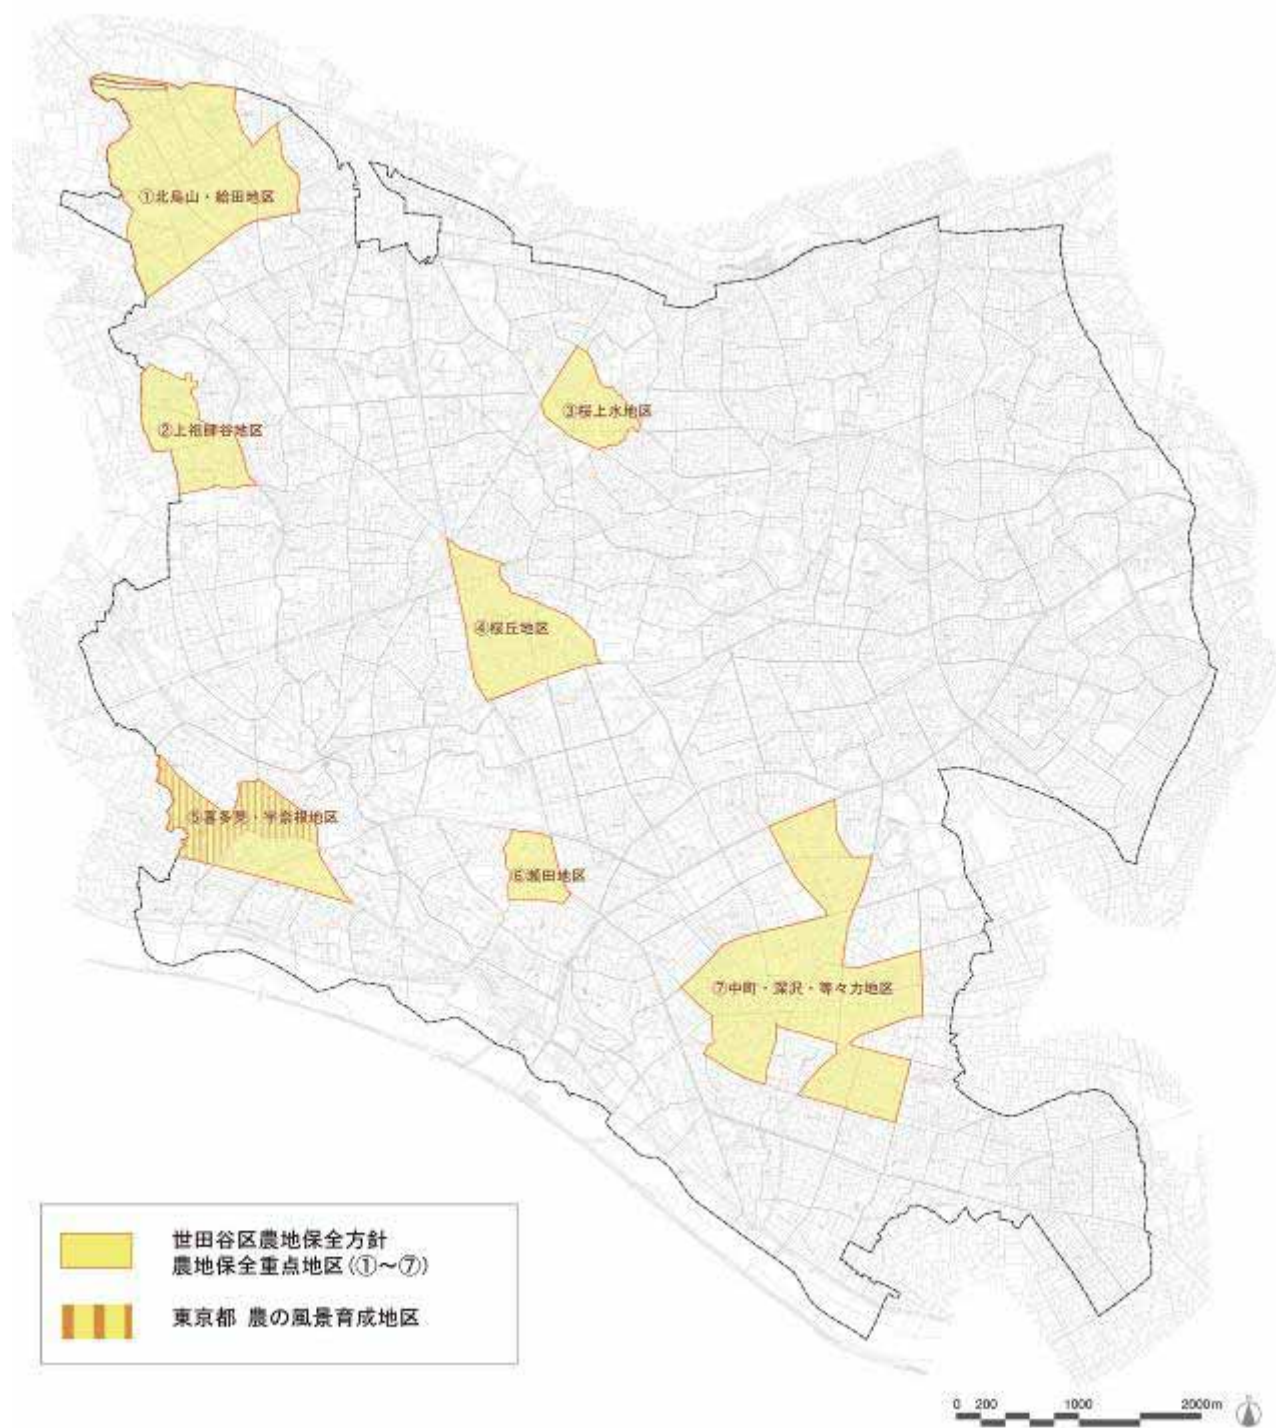 ①北烏山・給田地区
②上祖師谷地区
③桜上水地区
④桜丘地区
⑤喜多見・宇奈根地区
⑥瀬田地区
⑦中町・深沢・等々力地区
世田谷区農地保全方針
農地保全重点地区(①～⑦)
東京都 農の風景育成地区
0 200 1000 2000m